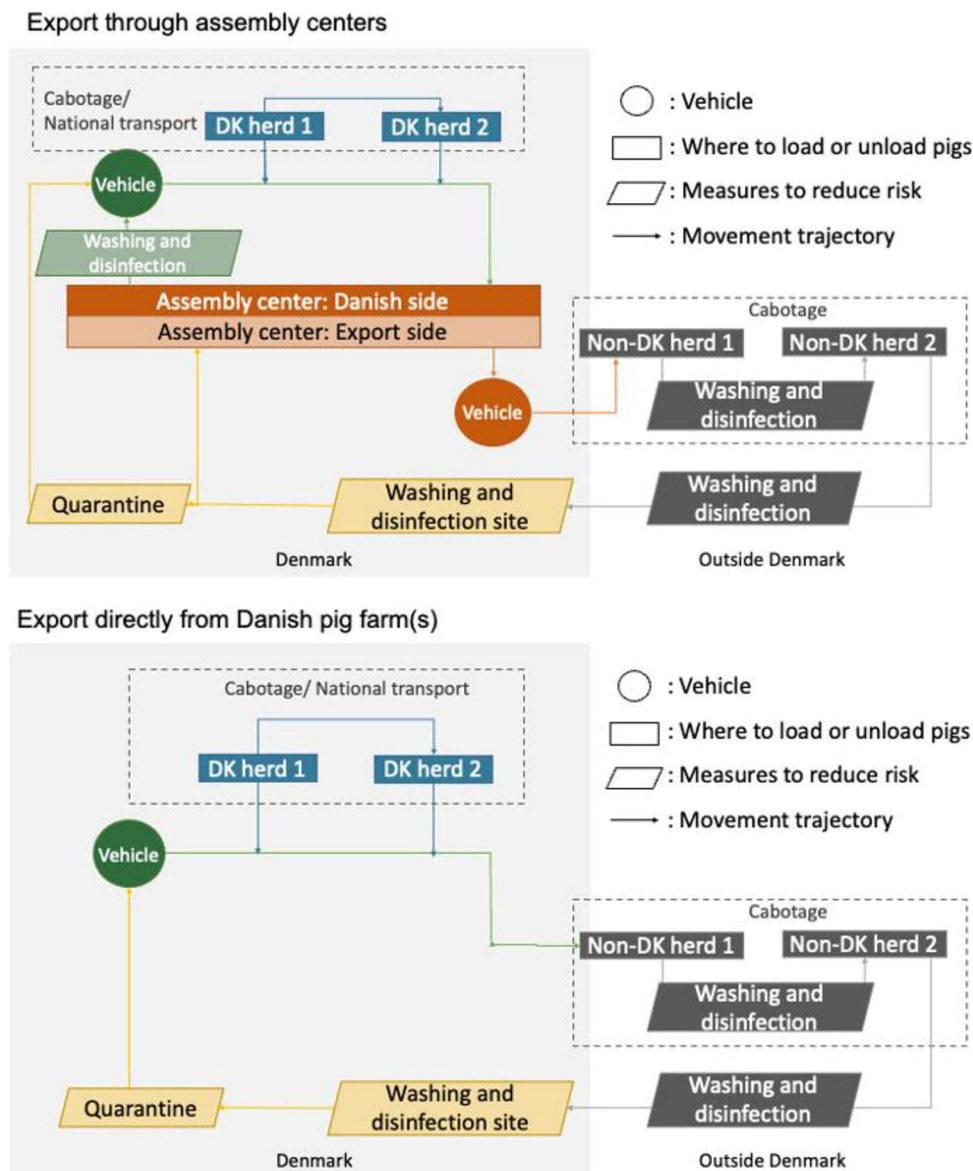 Export through assembly centers
Cabotage/
National transport
DK herd 1
DK herd 2
Vehicle
Washing and
disinfection
Assembly center: Danish side
Assembly center: Export side
Vehicle
Cabotage
Non-DK herd 1
Non-DK herd 2
Washing and
disinfection
Quarantine
Washing and
disinfection site
Washing and
disinfection
Denmark
Outside Denmark
: Vehicle
: Where to load or unload pigs
: Measures to reduce risk
: Movement trajectory
Export directly from Danish pig farm(s)
Cabotage/ National transport
DK herd 1
DK herd 2
Vehicle
Cabotage
Non-DK herd 1
Non-DK herd 2
Washing and
disinfection
Quarantine
Washing and
disinfection site
Washing and
disinfection
Denmark
Outside Denmark
: Vehicle
: Where to load or unload pigs
: Measures to reduce risk
: Movement trajectory